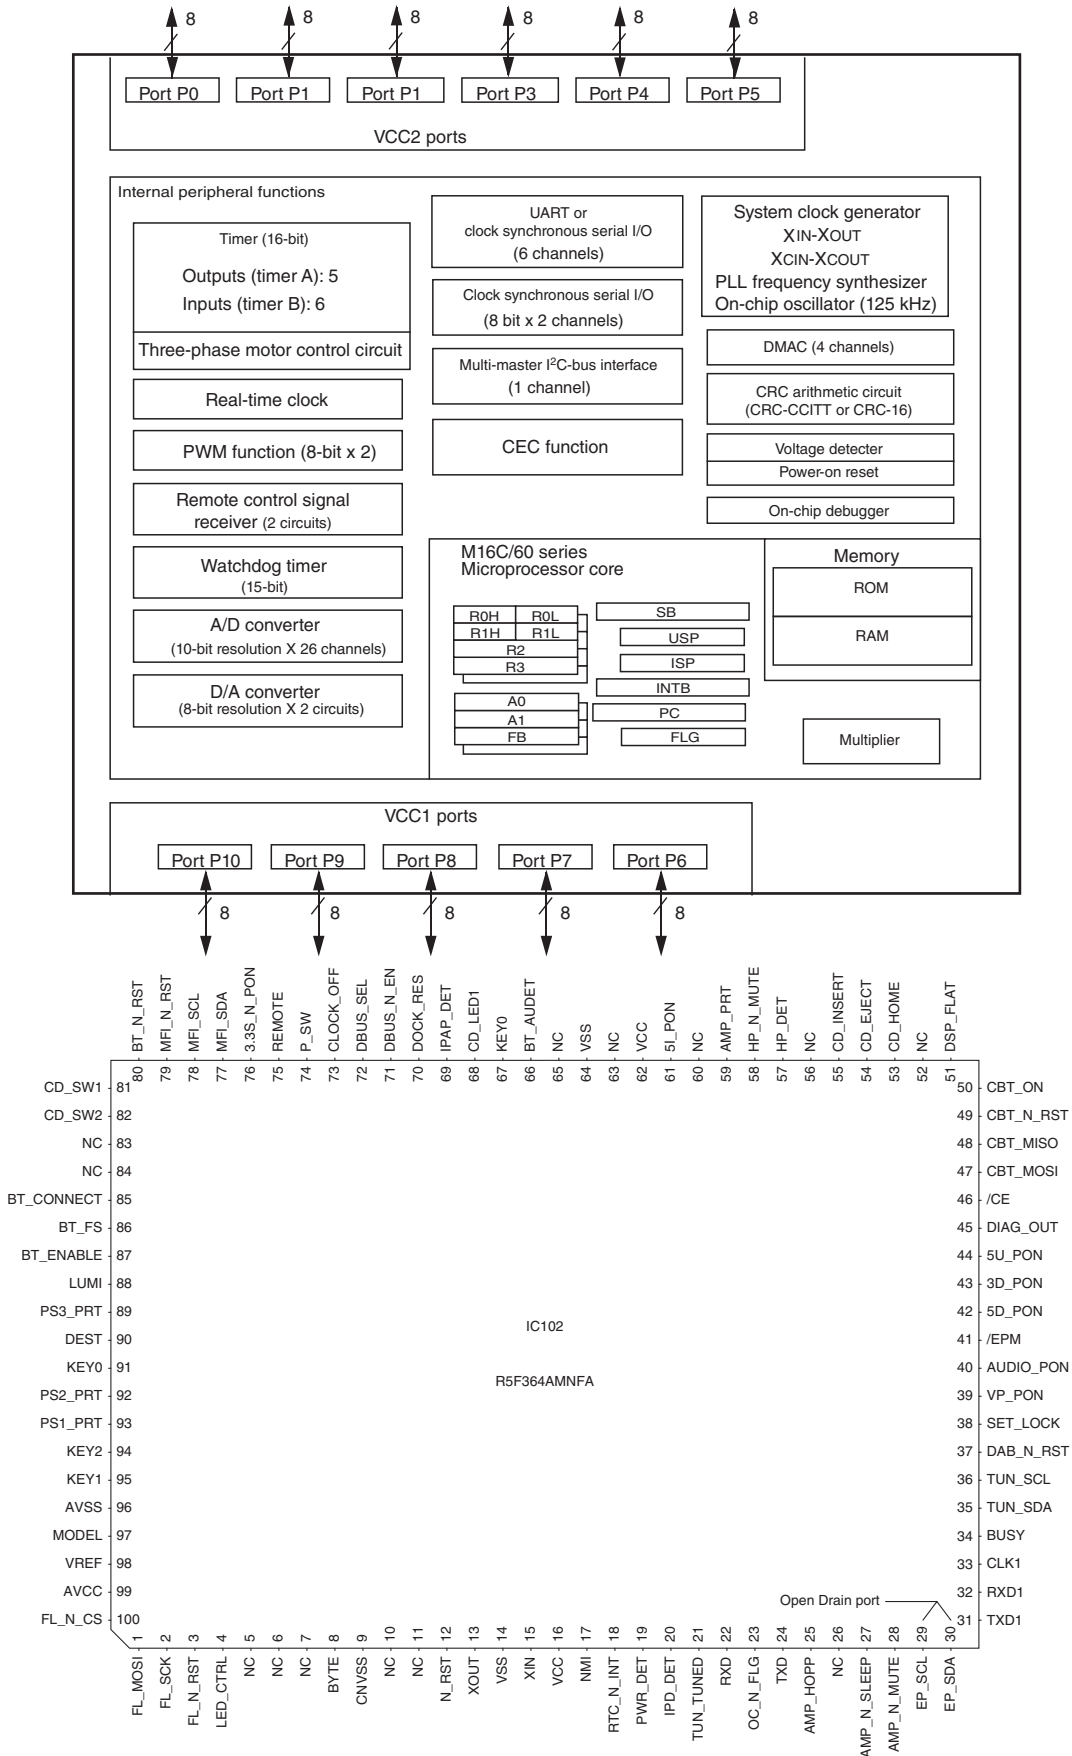 8 8 8 8 8 8
Port P0 Port P1 Port P1 Port P3 Port P4 Port P5
VCC2 ports
Internal peripheral functions
Timer (16-bit)
Outputs (timer A): 5
Inputs (timer B): 6
Three-phase motor control circuit
Real-time clock
PWM function (8-bit x 2)
Remote control signal
receiver (2 circuits)
Watchdog timer
(15-bit)
A/D converter
(10-bit resolution X 26 channels)
D/A converter
(8-bit resolution X 2 circuits)
UART or
clock synchronous serial I/O
(6 channels)
Clock synchronous serial I/O
(8 bit x 2 channels)
Multi-master I²C-bus interface
(1 channel)
CEC function
System clock generator
XIN-XOUT
XCIN-XCOUT
PLL frequency synthesizer
On-chip oscillator (125 kHz)
DMAC (4 channels)
CRC arithmetic circuit
(CRC-CCITT or CRC-16)
Voltage detecter
Power-on reset
On-chip debugger
M16C/60 series
Microprocessor core
R0H R0L
R1H R1L
R2
R3
A0
A1
FB
SB
USP
ISP
INTB
PC
FLG
Memory
ROM
RAM
Multiplier
VCC1 ports
Port P10 Port P9 Port P8 Port P7 Port P6
8 8 8 8 8
80 BT_N_RST
79 MFI_N_RST
78 MFI_SCL
77 MFI_SDA
76 3.3S_N_PON
75 REMOTE
74 P_SW
73 CLOCK_OFF
72 DBUS_SEL
71 DBUS_N_EN
70 DOCK_RES
69 IPAP_DET
68 CD_LED1
67 KEY0
66 BT_AUDET
65 NC
64 VSS
63 NC
62 VCC
61 5I_PON
60 NC
59 AMP_PRT
58 HP_N_MUTE
57 HP_DET
56 NC
55 CD_INSERT
54 CD_EJECT
53 CD_HOME
52 NC
51 DSP_FLAT
CD_SW1 81
CD_SW2 82
NC 83
NC 84
BT_CONNECT 85
BT_FS 86
BT_ENABLE 87
LUMI 88
PS3_PRT 89
DEST 90
KEY0 91
PS2_PRT 92
PS1_PRT 93
KEY2 94
KEY1 95
AVSS 96
MODEL 97
VREF 98
AVCC 99
FL_N_CS 100
IC102
R5F364AMNFA
50 CBT_ON
49 CBT_N_RST
48 CBT_MISO
47 CBT_MOSI
46 /CE
45 DIAG_OUT
44 5U_PON
43 3D_PON
42 5D_PON
41 /EPM
40 AUDIO_PON
39 VP_PON
38 SET_LOCK
37 DAB_N_RST
36 TUN_SCL
35 TUN_SDA
34 BUSY
33 CLK1
32 RXD1
31 TXD1
Open Drain port
FL_MOSI 1
FL_SCK 2
FL_N_RST 3
LED_CTRL 4
NC 5
NC 6
NC 7
BYTE 8
CNVSS 9
NC 10
NC 11
N_RST 12
XOUT 13
VSS 14
XIN 15
VCC 16
NMI 17
RTC_N_INT 18
PWR_DET 19
IPD_DET 20
TUN_TUNED 21
RXD 22
OC_N_FLG 23
TXD 24
AMP_HOPP 25
NC 26
AMP_N_SLEEP 27
AMP_N_MUTE 28
EP_SCL 29
EP_SDA 30